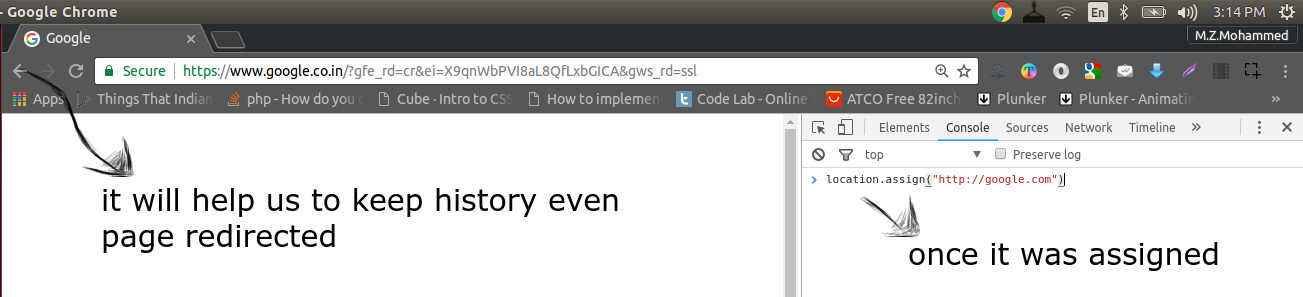 - Google Chrome
En
3:14 PM
Google
M.Z.Mohammed
Secure
https://www.google.co.in/?gfe_rd=cr&ei=X9qnWbPVI8aL8QfLxbGICA&gws_rd=ssl
Apps
Things That Indian
php - How do you g
Cube · Intro to CSS
How to implemen
Code Lab - Online
ATCO Free 82inch
Plunker
Plunker - Animatin
»
Elements
Console
Sources
Network
Timeline
»
top
Preserve log
> location.assign("http://google.com")
it will help us to keep history even
page redirected
once it was assigned